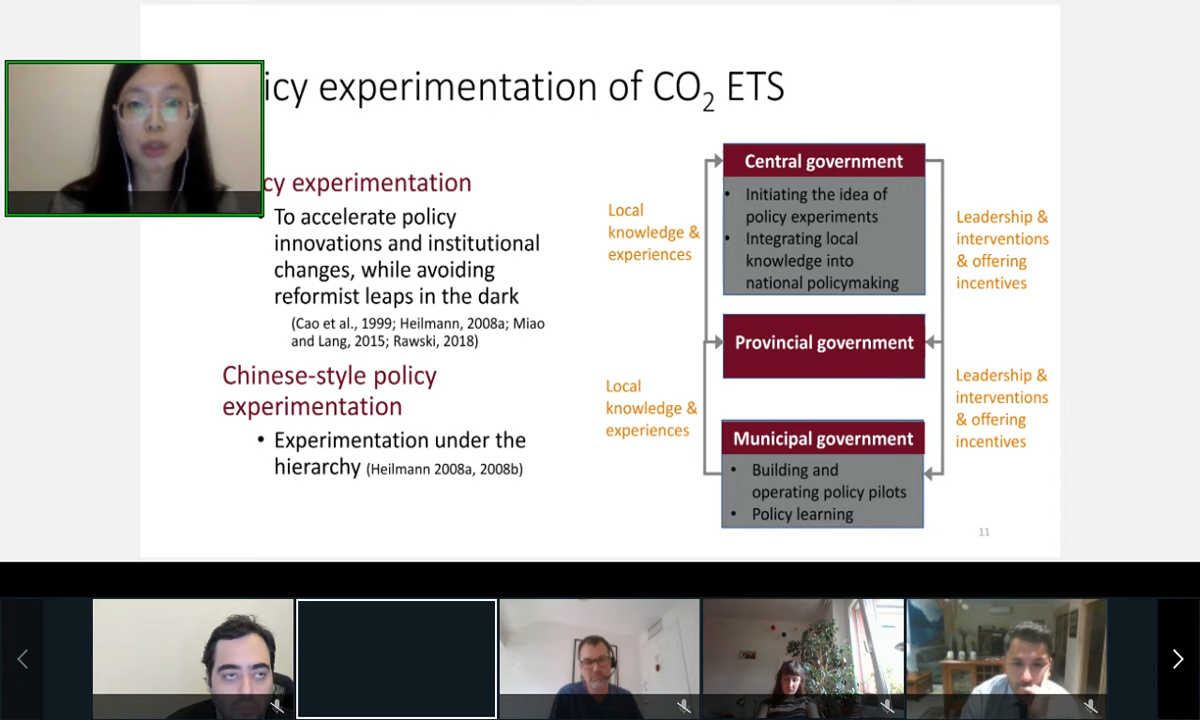 icy experimentation of CO₂ ETS
cy experimentation
• To accelerate policy
innovations and institutional
changes, while avoiding
reformist leaps in the dark
(Cao et al., 1999; Heilmann, 2008a; Miao
and Lang, 2015; Rawski, 2018)
Chinese-style policy
experimentation
• Experimentation under the
hierarchy (Heilmann 2008a, 2008b)
Local
knowledge &
experiences
Local
knowledge &
experiences
Central government
• Initiating the idea of
policy experiments
• Integrating local
knowledge into
national policymaking
Provincial government
Municipal government
• Building and
operating policy pilots
• Policy learning
Leadership &
interventions
& offering
incentives
Leadership &
interventions
& offering
incentives
11